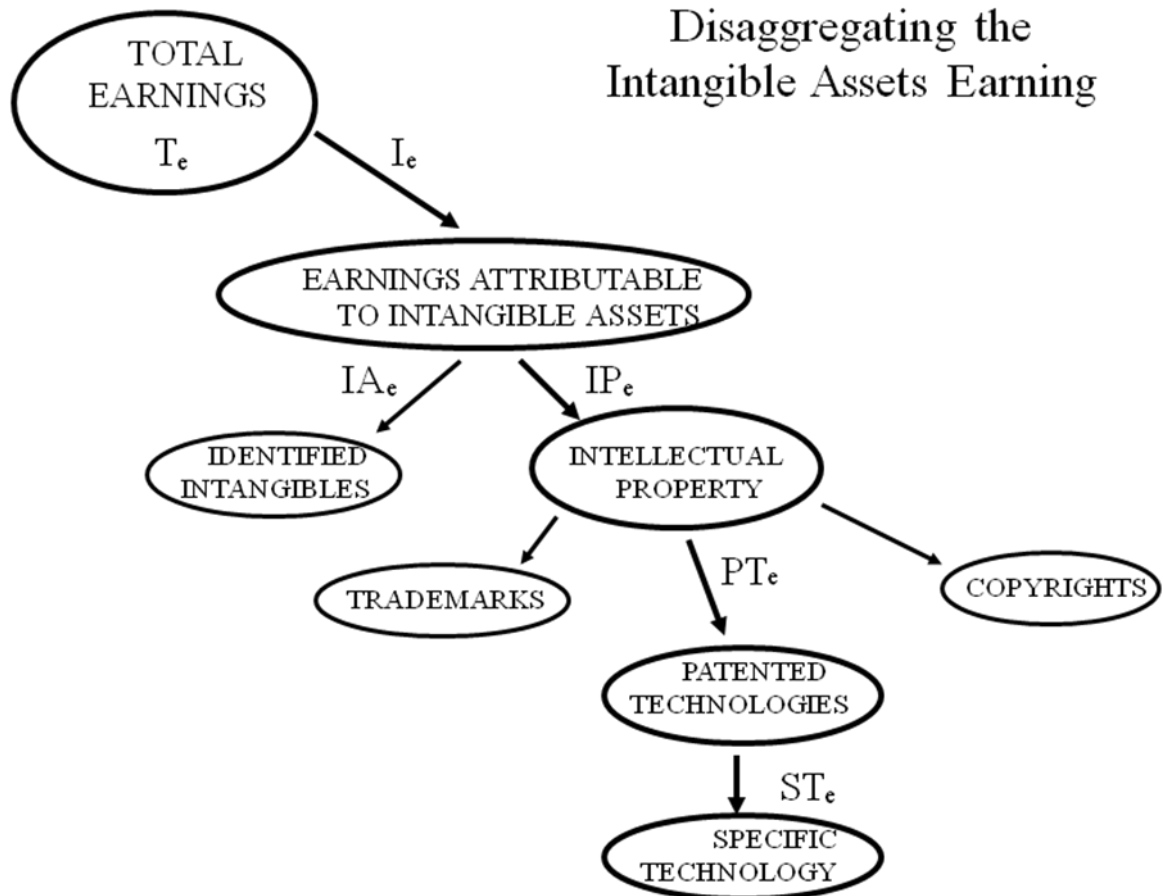 Disaggregating the
Intangible Assets Earning
TOTAL
EARNINGS
Te
Ie
EARNINGS ATTRIBUTABLE
TO INTANGIBLE ASSETS
IAe
IPe
IDENTIFIED
INTANGIBLES
INTELLECTUAL
PROPERTY
TRADEMARKS
PTe
COPYRIGHTS
PATENTED
TECHNOLOGIES
STe
SPECIFIC
TECHNOLOGY